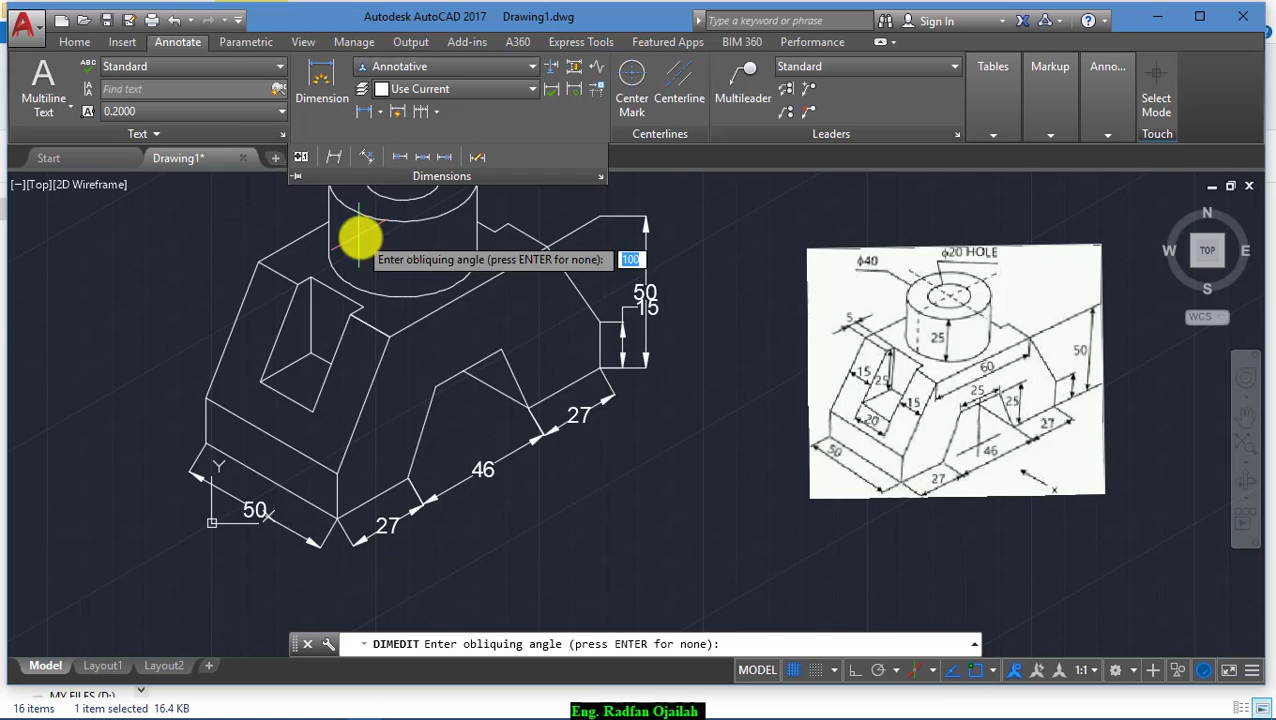 Autodesk AutoCAD 2017 Drawing1.dwg
Type a keyword or phrase
Sign In
Home Insert Annotate Parametric View Manage Output Add-ins A360 Express Tools Featured Apps BIM 360 Performance
A ABC Standard
Multiline Text
Find text
0.2000
Text
Dimension
Annotative
Use Current
Dimensions
Center Mark
Centerline
Centerlines
Multileader
Standard
Leaders
Tables
Markup
Anno...
Select Mode
Touch
Start
Drawing1*
[−][Top][2D Wireframe]
Enter obliquing angle (press ENTER for none): 100
50
15
27
46
27
50
Y
X
ϕ40
ϕ20 HOLE
5
25
50
60
15
25
25
15
25
20
27
50
46
27
x
N
W TOP E
S
WCS
DIMEDIT Enter obliquing angle (press ENTER for none):
Model Layout1 Layout2 +
MODEL
1:1
MY FILES (D:)
16 items 1 item selected 16.4 KB
Eng. Radfan Ojailah